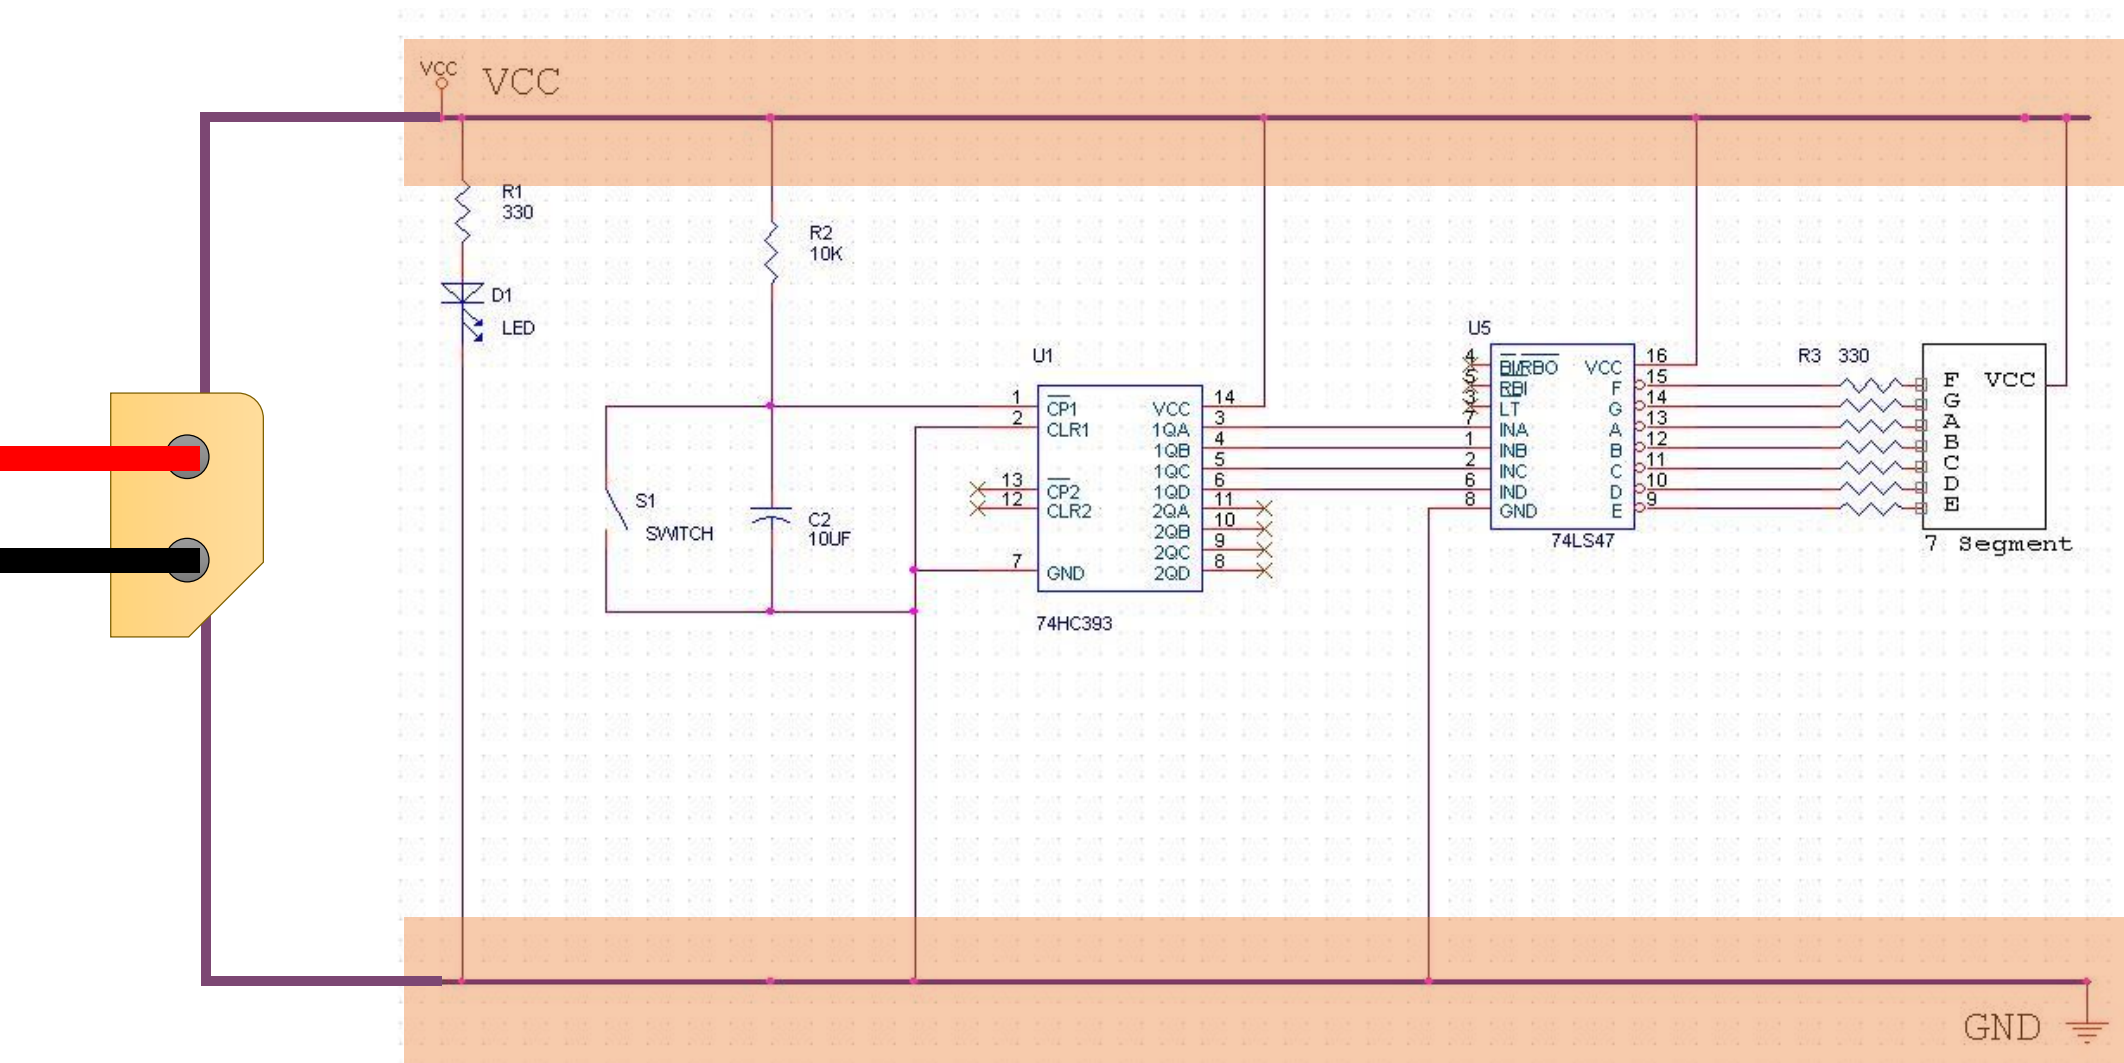 VCC VCC
R1
330
D1
LED
R2
10K
S1
SWITCH
C2
10UF
U1
1 CP1 VCC 14
2 CLR1 1QA 3
1QB 4
1QC 5
13 CP2 1QD 6
12 CLR2 2QA 11
2QB 10
2QC 9
7 GND 2QD 8
74HC393
U5
4 BI/RBO VCC 16
5 RBI F 15
3 LT G 14
7 INA A 13
1 INB B 12
2 INC C 11
6 IND D 10
8 GND E 9
74LS47
R3 330
F VCC
G
A
B
C
D
E
7 Segment
GND